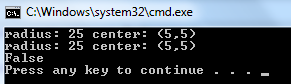 C:\Windows\system32\cmd.exe
radius: 25 center: (5,5)
radius: 25 center: (5,5)
False
Press any key to continue . . .